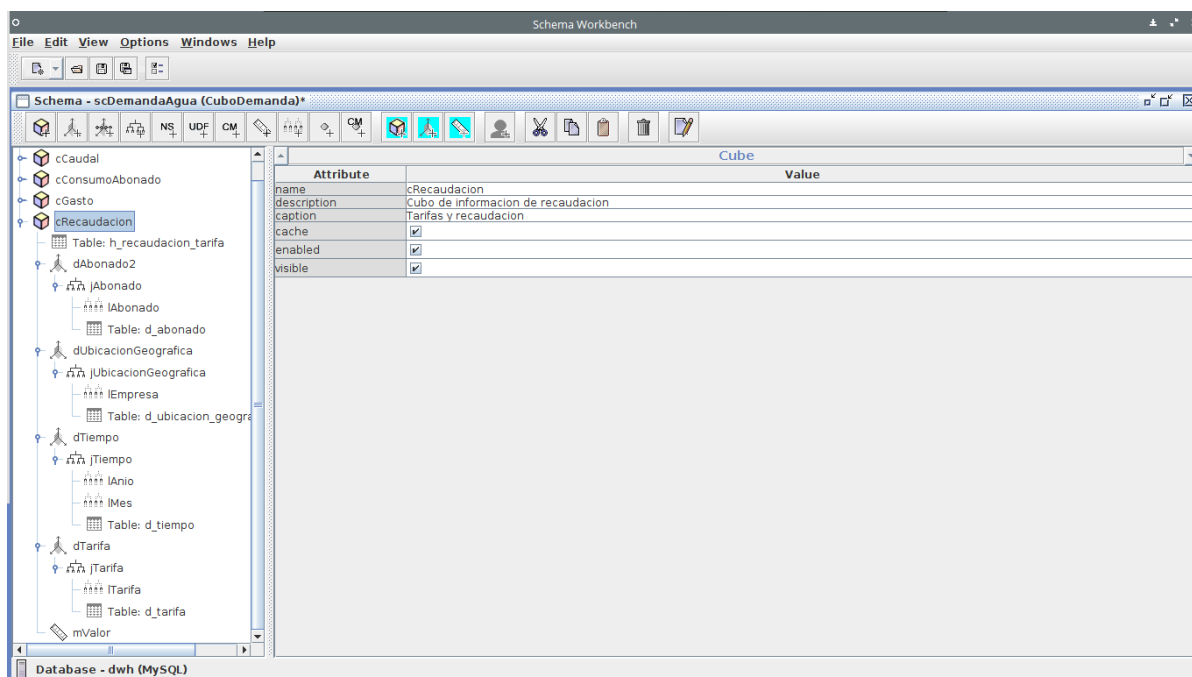 Schema Workbench
File Edit View Options Windows Help
Schema - scDemandaAgua (CuboDemanda)*
NS UDF CM CM
cCaudal
cConsumoAbonado
cGasto
cRecaudacion
Table: h_recaudacion_tarifa
dAbonado2
jAbonado
lAbonado
Table: d_abonado
dUbicacionGeografica
jUbicacionGeografica
lEmpresa
Table: d_ubicacion_geogra
dTiempo
jTiempo
lAnio
lMes
Table: d_tiempo
dTarifa
jTarifa
lTarifa
Table: d_tarifa
mValor
Cube
Attribute Value
name cRecaudacion
description Cubo de informacion de recaudacion
caption Tarifas y recaudacion
cache
enabled
visible
Database - dwh (MySQL)